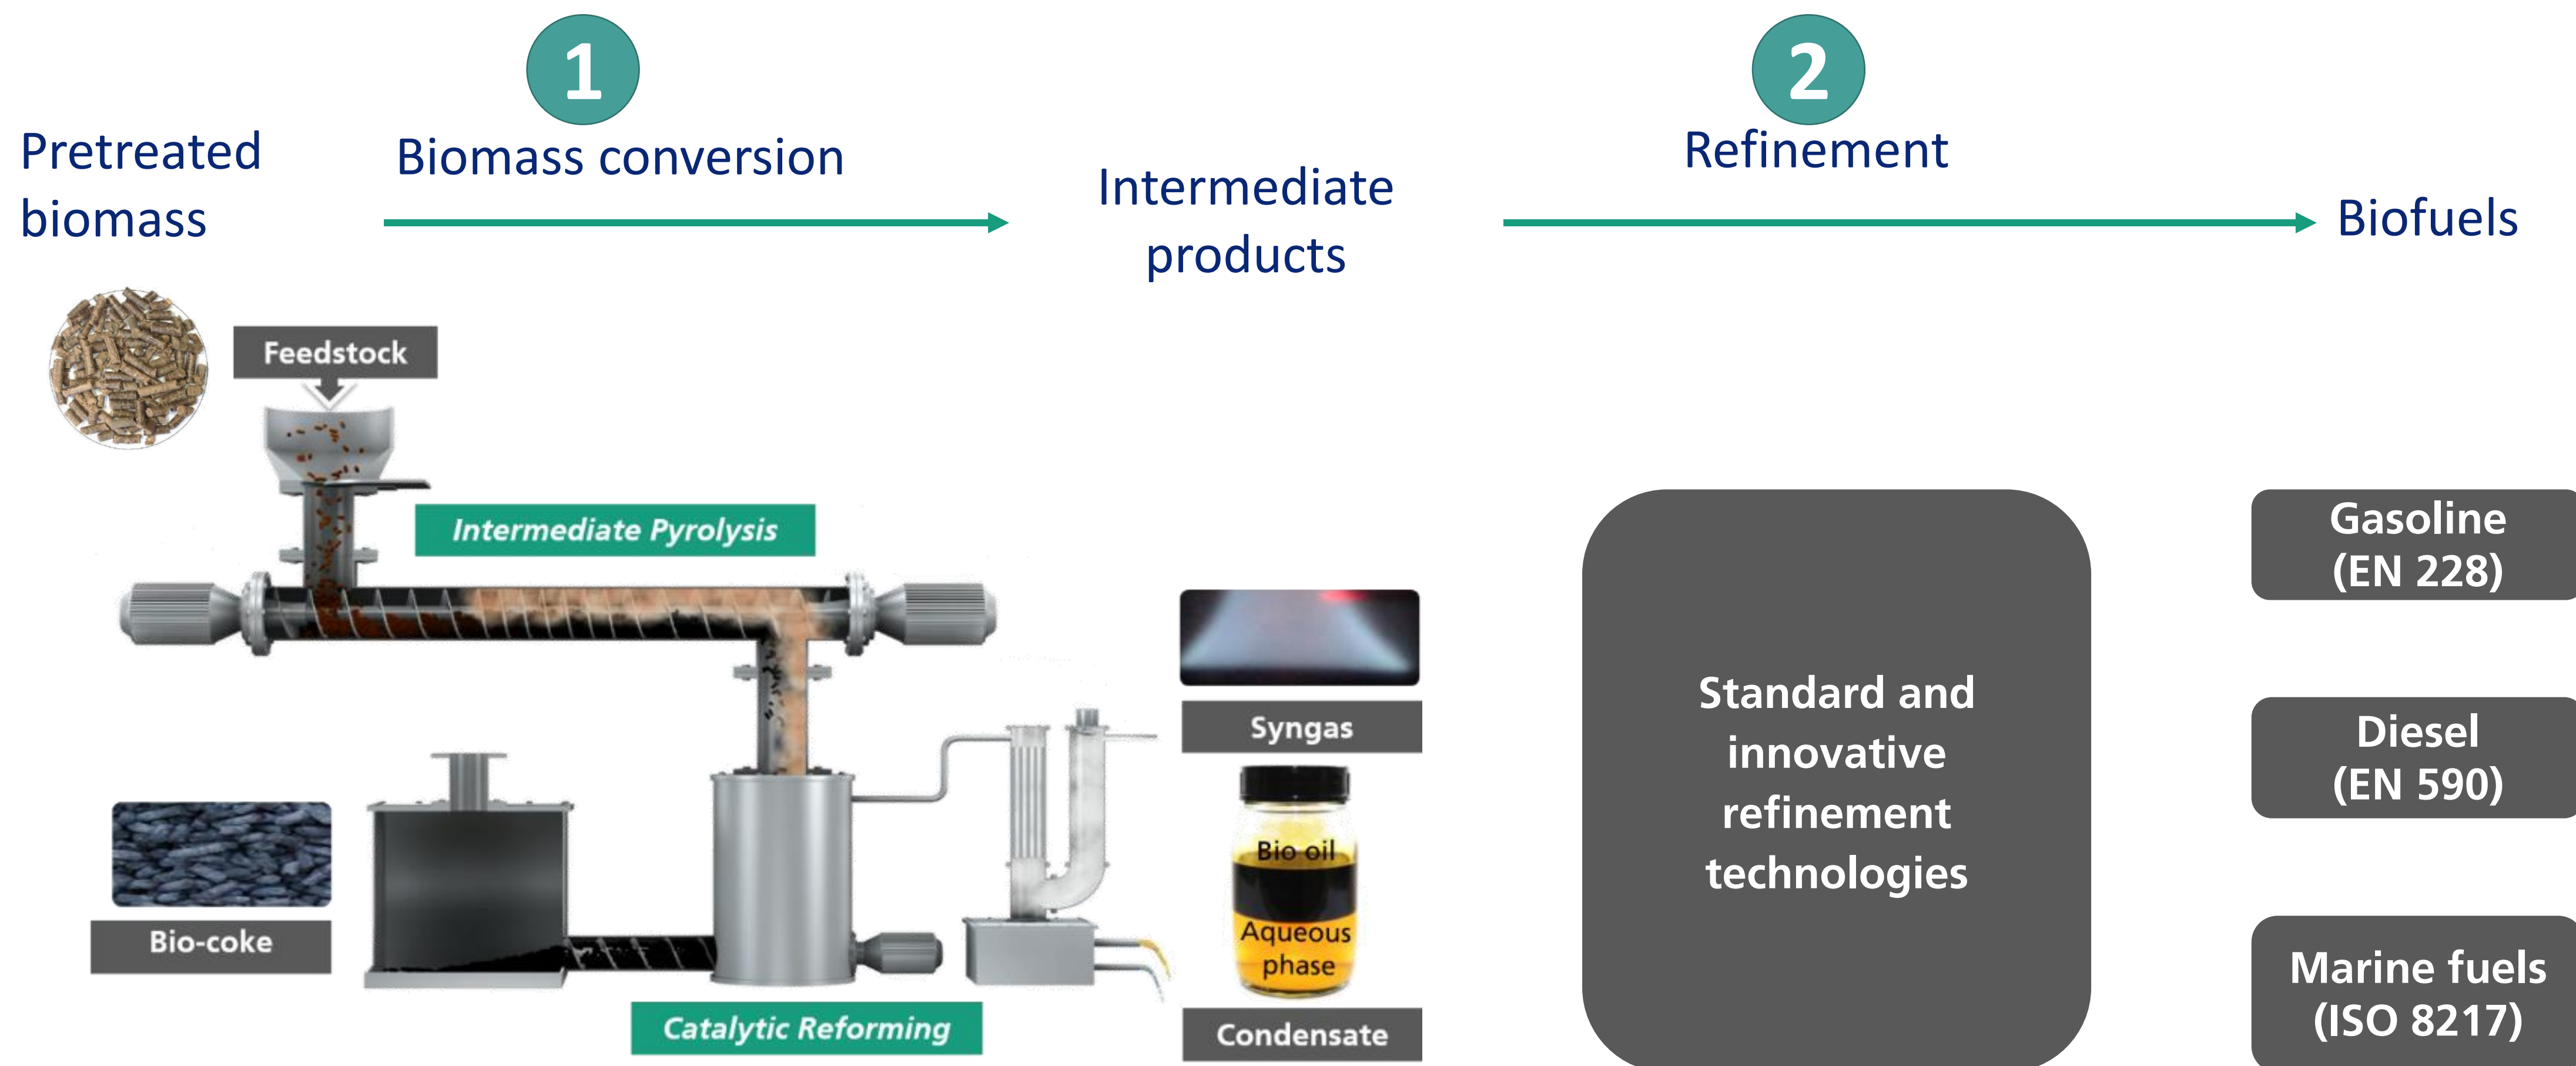 1
2
Pretreated
biomass
Biomass conversion
Intermediate
products
Refinement
Biofuels
Feedstock
Intermediate Pyrolysis
Syngas
Bio oil
Aqueous
phase
Condensate
Bio-coke
Catalytic Reforming
Standard and
innovative
refinement
technologies
Gasoline
(EN 228)
Diesel
(EN 590)
Marine fuels
(ISO 8217)